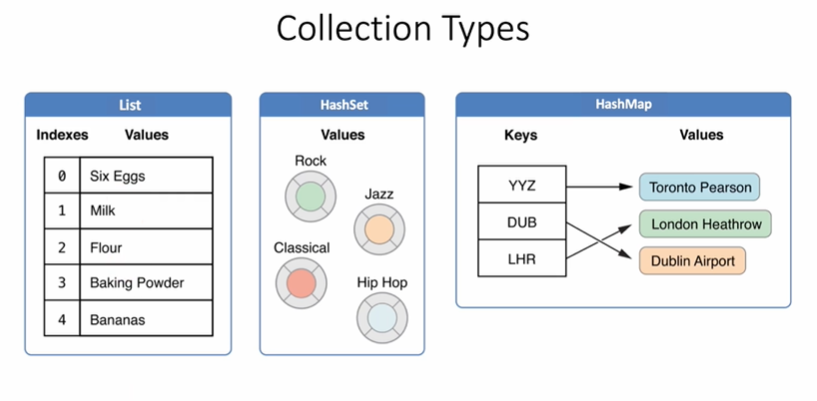 Collection Types
List
Indexes Values
0 Six Eggs
1 Milk
2 Flour
3 Baking Powder
4 Bananas
HashSet
Values
Rock
Jazz
Classical
Hip Hop
HashMap
Keys Values
YYZ Toronto Pearson
DUB London Heathrow
LHR Dublin Airport